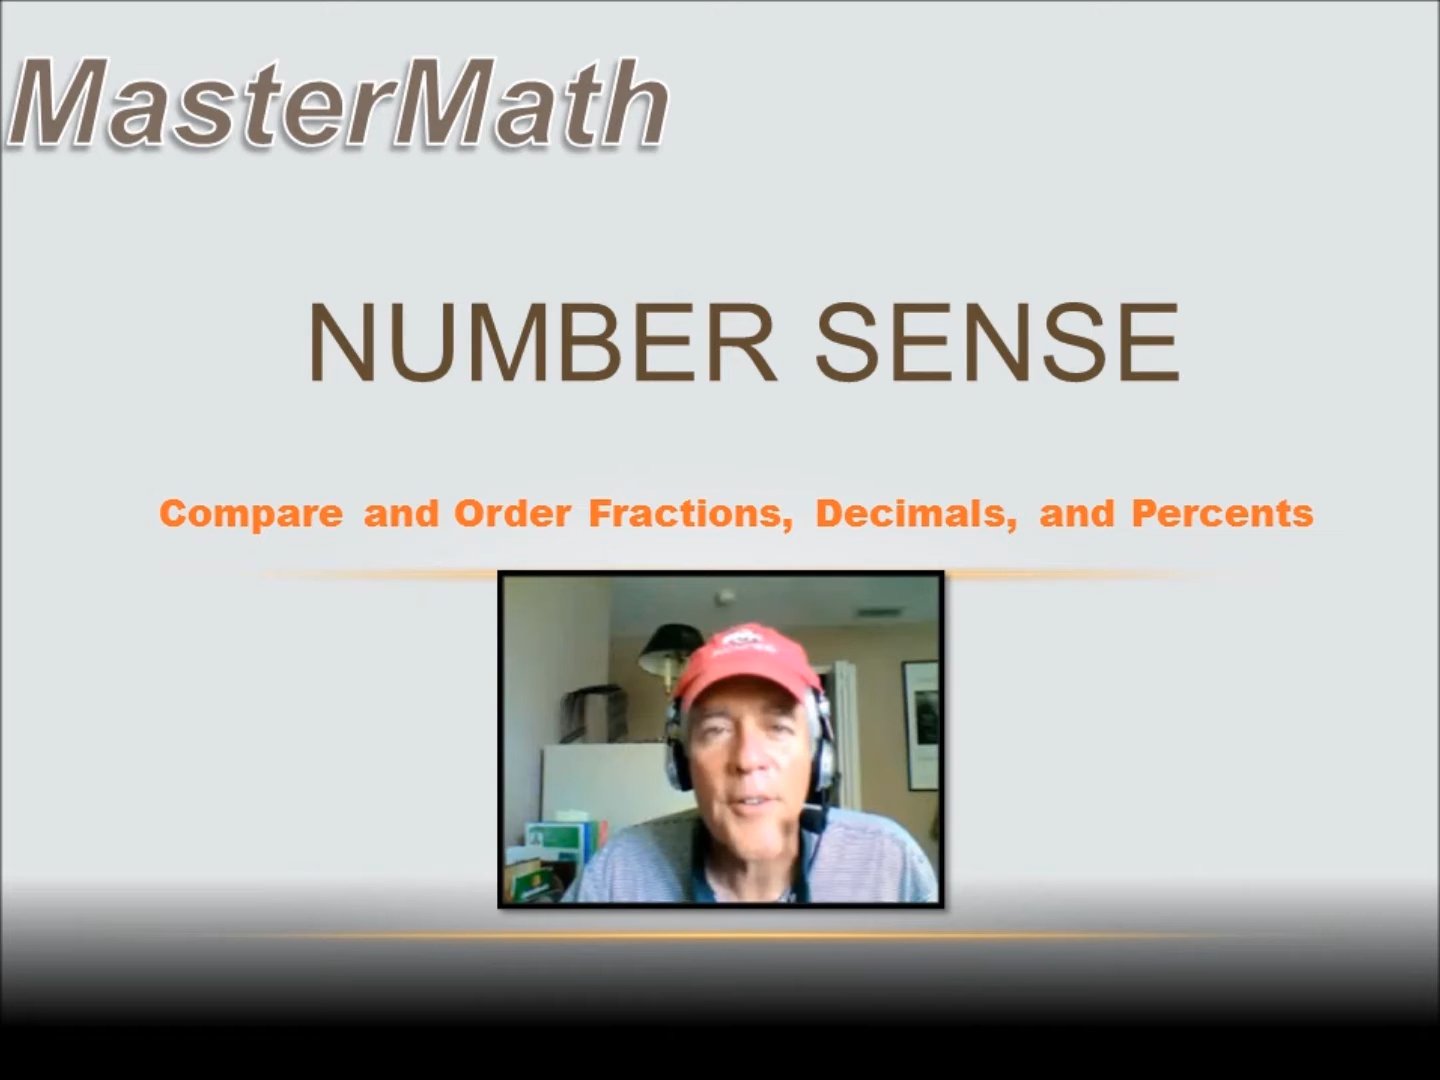 MasterMath
NUMBER SENSE
Compare and Order Fractions, Decimals, and Percents